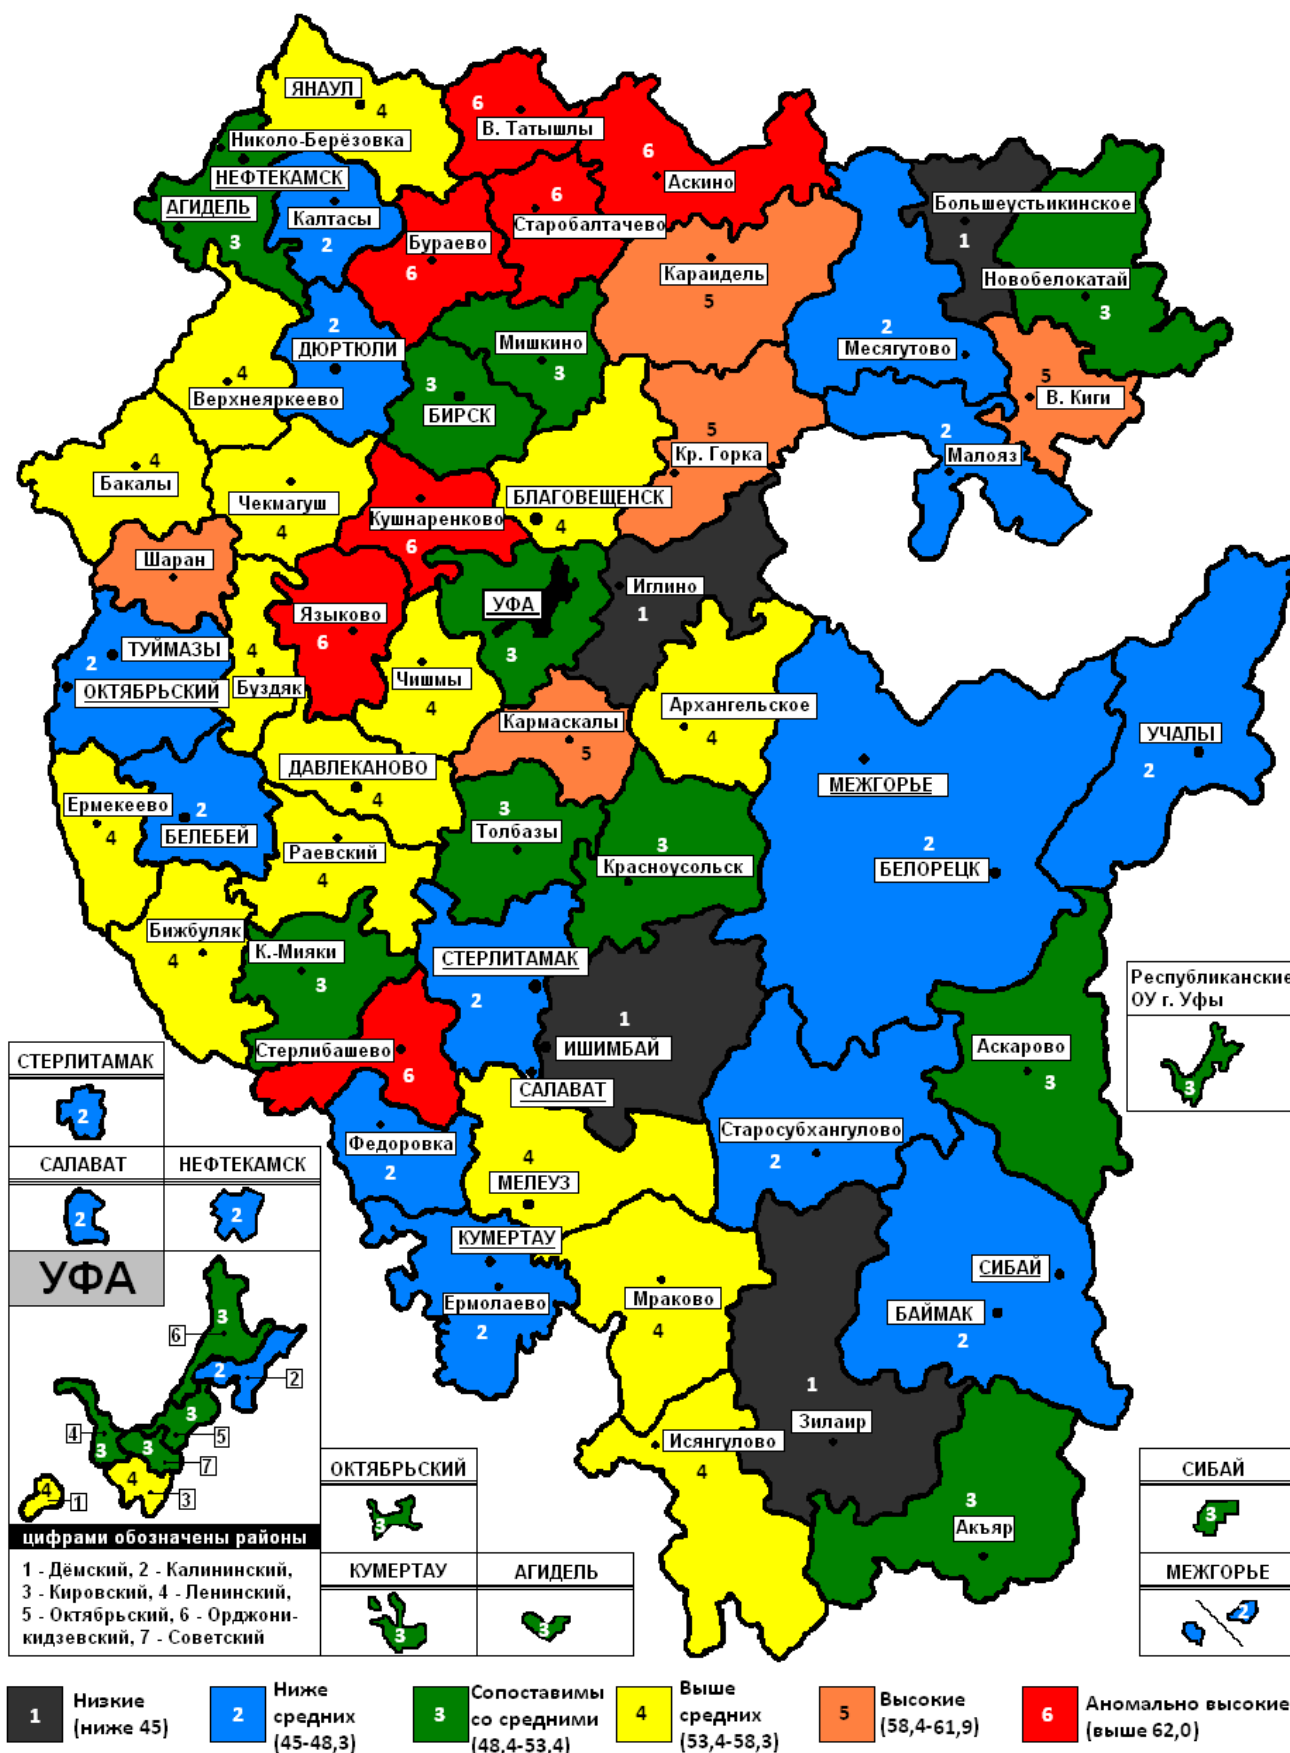 ЯНАУЛ
4
6
В. Татышлы
Николо-Берёзовка
6
Аскино
НЕФТЕКАМСК
АГИДЕЛЬ
3
Калтасы
2
6
Старобалтачево
Большеустьикинское
1
Бураево
6
Караидель
5
Новобелокатай
3
2
ДЮРТЮЛИ
Мишкино
3
2
Месягутово
4
Верхнеяркеево
3
БИРСК
5
В. Киги
4
Бакалы
5
Кр. Горка
2
Малояз
Чекмагуш
4
Кушнаренково
6
БЛАГОВЕЩЕНСК
4
Шаран
Иглино
1
УФА
3
Языково
6
2
ТУЙМАЗЫ
ОКТЯБРЬСКИЙ
4
Буздяк
Чишмы
4
Архангельское
4
Кармаскалы
5
УЧАЛЫ
2
ДАВЛЕКАНОВО
4
МЕЖГОРЬЕ
Ермекеево
4
2
БЕЛЕБЕЙ
3
Толбазы
Раевский
4
3
Красноусольск
2
БЕЛОРЕЦК
Бижбуляк
4
К.-Мияки
3
СТЕРЛИТАМАК
2
Республиканские
ОУ г. Уфы
3
1
ИШИМБАЙ
Аскарово
3
Стерлибашево
6
САЛАВАТ
СТЕРЛИТАМАК
2
Федоровка
2
Старосубхангулово
2
САЛАВАТ
НЕФТЕКАМСК
2
2
4
МЕЛЕУЗ
КУМЕРТАУ
Ермолаево
2
СИБАЙ
БАЙМАК
2
Мраково
4
УФА
3
6
2
2
3
5
4
3
3
7
4
3
4
1
1
Зилаир
Исянгулово
4
3
Акъяр
цифрами обозначены районы
1 - Дёмский, 2 - Калининский,
3 - Кировский, 4 - Ленинский,
5 - Октябрьский, 6 - Орджони-
кидзевский, 7 - Советский
ОКТЯБРЬСКИЙ
3
КУМЕРТАУ
АГИДЕЛЬ
3
3
СИБАЙ
3
МЕЖГОРЬЕ
2
1
Низкие
(ниже 45)
2
Ниже
средних
(45-48,3)
3
Сопоставимы
со средними
(48,4-53,4)
4
Выше
средних
(53,4-58,3)
5
Высокие
(58,4-61,9)
6
Аномально высокие
(выше 62,0)